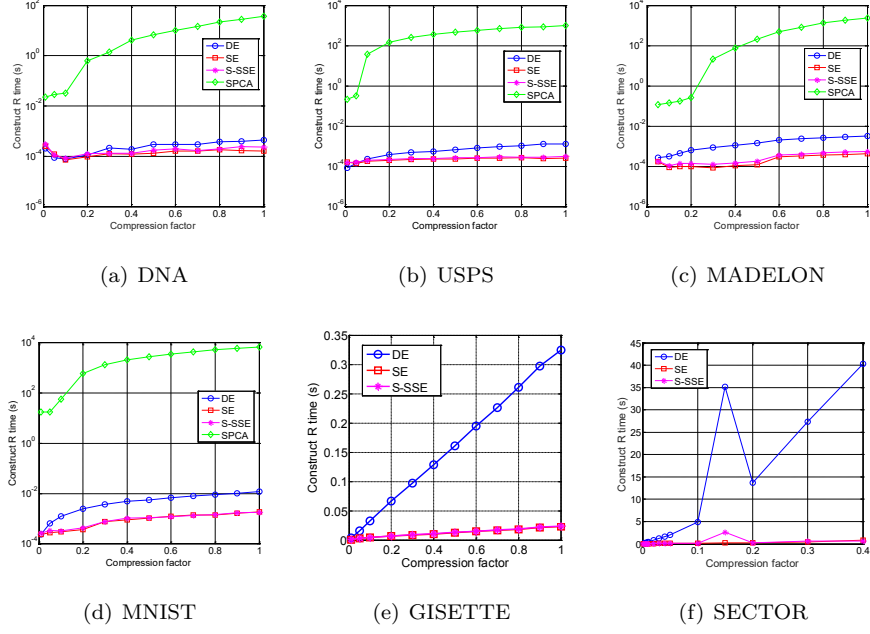 Construct R time (s)
10^2
10^0
10^-2
10^-4
10^-6
0 0.2 0.4 0.6 0.8 1
Compression factor
DE
SE
S-SSE
SPCA
(a) DNA
Construct R time (s)
10^4
10^2
10^0
10^-2
10^-4
10^-6
0 0.2 0.4 0.6 0.8 1
Compression factor
DE
SE
S-SSE
SPCA
(b) USPS
Construct R time (s)
10^4
10^2
10^0
10^-2
10^-4
10^-6
0 0.2 0.4 0.6 0.8 1
Compression factor
DE
SE
S-SSE
SPCA
(c) MADELON
Construct R time (s)
10^4
10^2
10^0
10^-2
10^-4
0 0.2 0.4 0.6 0.8 1
Compression factor
DE
SE
S-SSE
SPCA
(d) MNIST
Construct R time (s)
0.35
0.3
0.25
0.2
0.15
0.1
0.05
0
0.2 0.4 0.6 0.8 1
Compression factor
DE
SE
S-SSE
(e) GISETTE
Construct R time (s)
45
40
35
30
25
20
15
10
5
0
0 0.1 0.2 0.3 0.4
Compression factor
DE
SE
S-SSE
(f) SECTOR